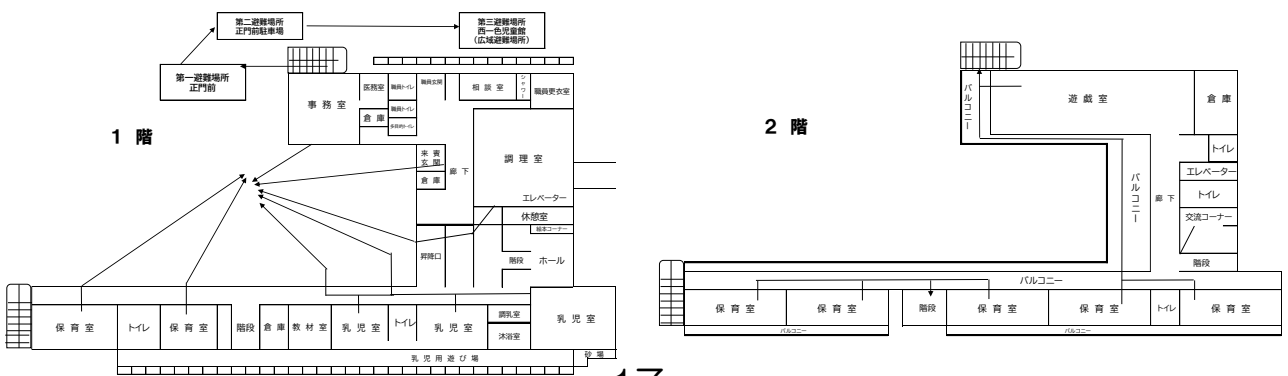 第二避難場所
正門前駐車場
第三避難場所
西一色児童館
(広域避難場所)
第一避難場所
正門前
1 階
事 務 室
医務室
職員トイレ
職員玄関
相 談 室
シャワー
職員更衣室
倉 庫
職員トイレ
多目的トイレ
来 賓
玄 関
倉 庫
廊 下
調 理 室
エレベーター
休憩室
絵本コーナー
昇降口
階段
ホール
保 育 室
トイレ
保 育 室
階段
倉 庫
教 材 室
乳 児 室
トイレ
乳 児 室
調乳室
沐浴室
乳 児 室
乳 児 用 遊 び 場
砂 場
2 階
バルコニー
遊 戯 室
倉 庫
トイレ
エレベーター
トイレ
交流コーナー
階段
バルコニー
廊 下
バルコニー
保 育 室
保 育 室
階段
保 育 室
保 育 室
トイレ
保 育 室
バルコニー
バルコニー